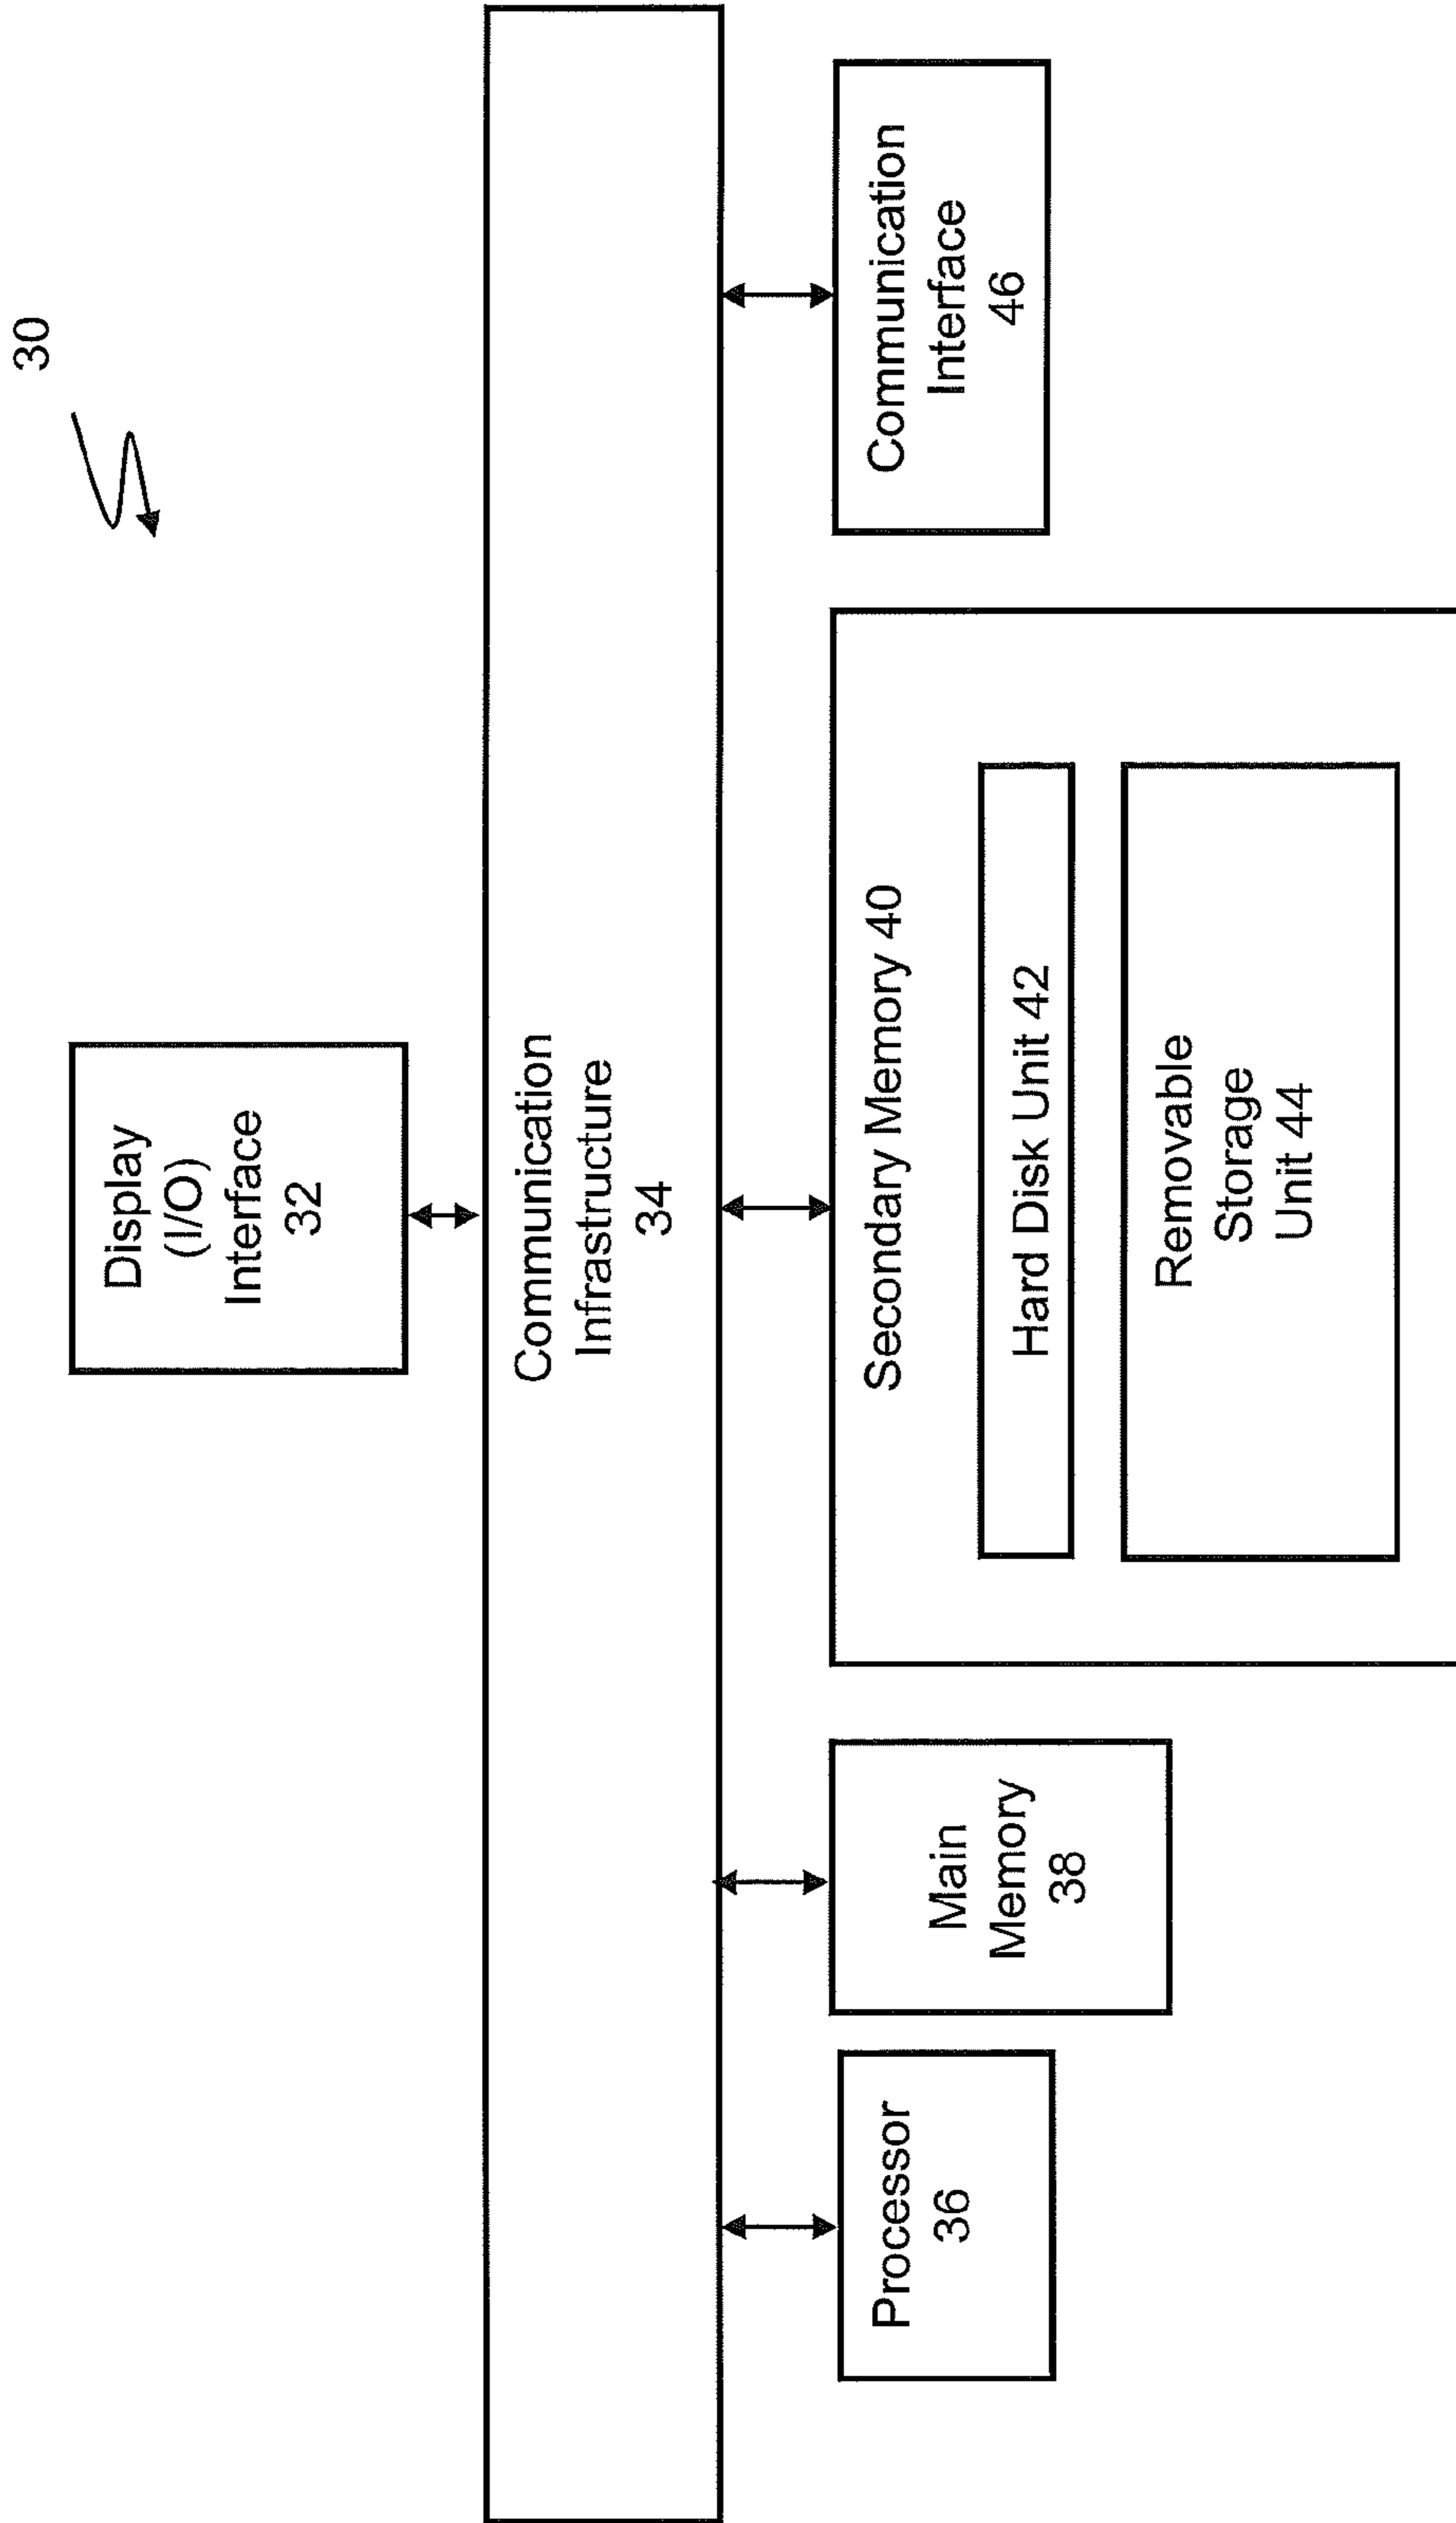 30
Display
(I/O)
Interface
32
Communication
Infrastructure
34
Processor
36
Main
Memory
38
Secondary Memory 40
Hard Disk Unit 42
Removable
Storage
Unit 44
Communication
Interface
46